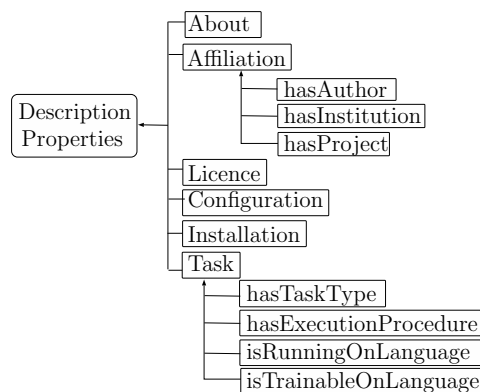 About
Affiliation
hasAuthor
hasInstitution
hasProject
Description
Properties
Licence
Configuration
Installation
Task
hasTaskType
hasExecutionProcedure
isRunningOnLanguage
isTrainableOnLanguage